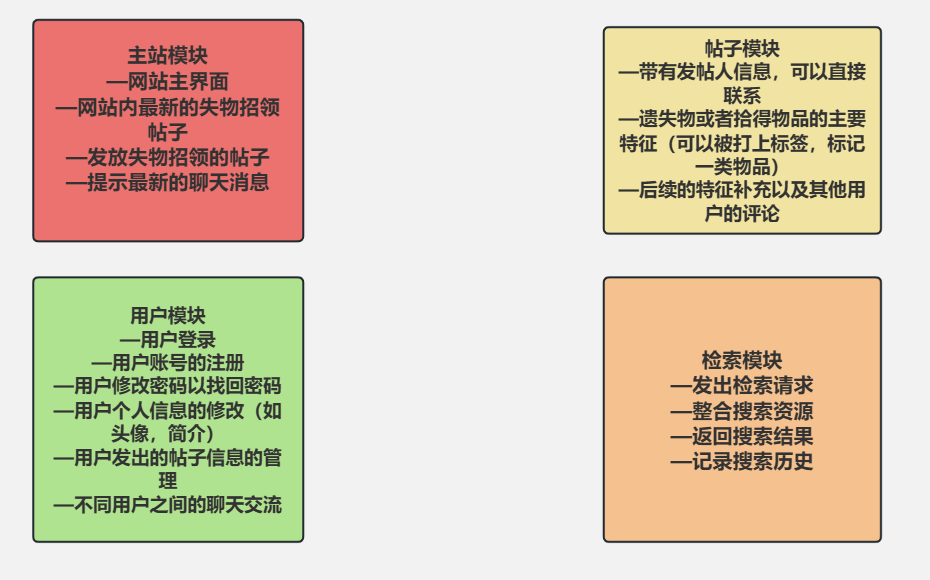 主站模块
—网站主界面
—网站内最新的失物招领
帖子
—发放失物招领的帖子
—提示最新的聊天消息
帖子模块
—带有发帖人信息，可以直接
联系
—遗失物或者拾得物品的主要
特征（可以被打上标签，标记
一类物品）
—后续的特征补充以及其他用
户的评论
用户模块
—用户登录
—用户账号的注册
—用户修改密码以找回密码
—用户个人信息的修改（如
头像，简介）
—用户发出的帖子信息的管
理
—不同用户之间的聊天交流
检索模块
—发出检索请求
—整合搜索资源
—返回搜索结果
—记录搜索历史